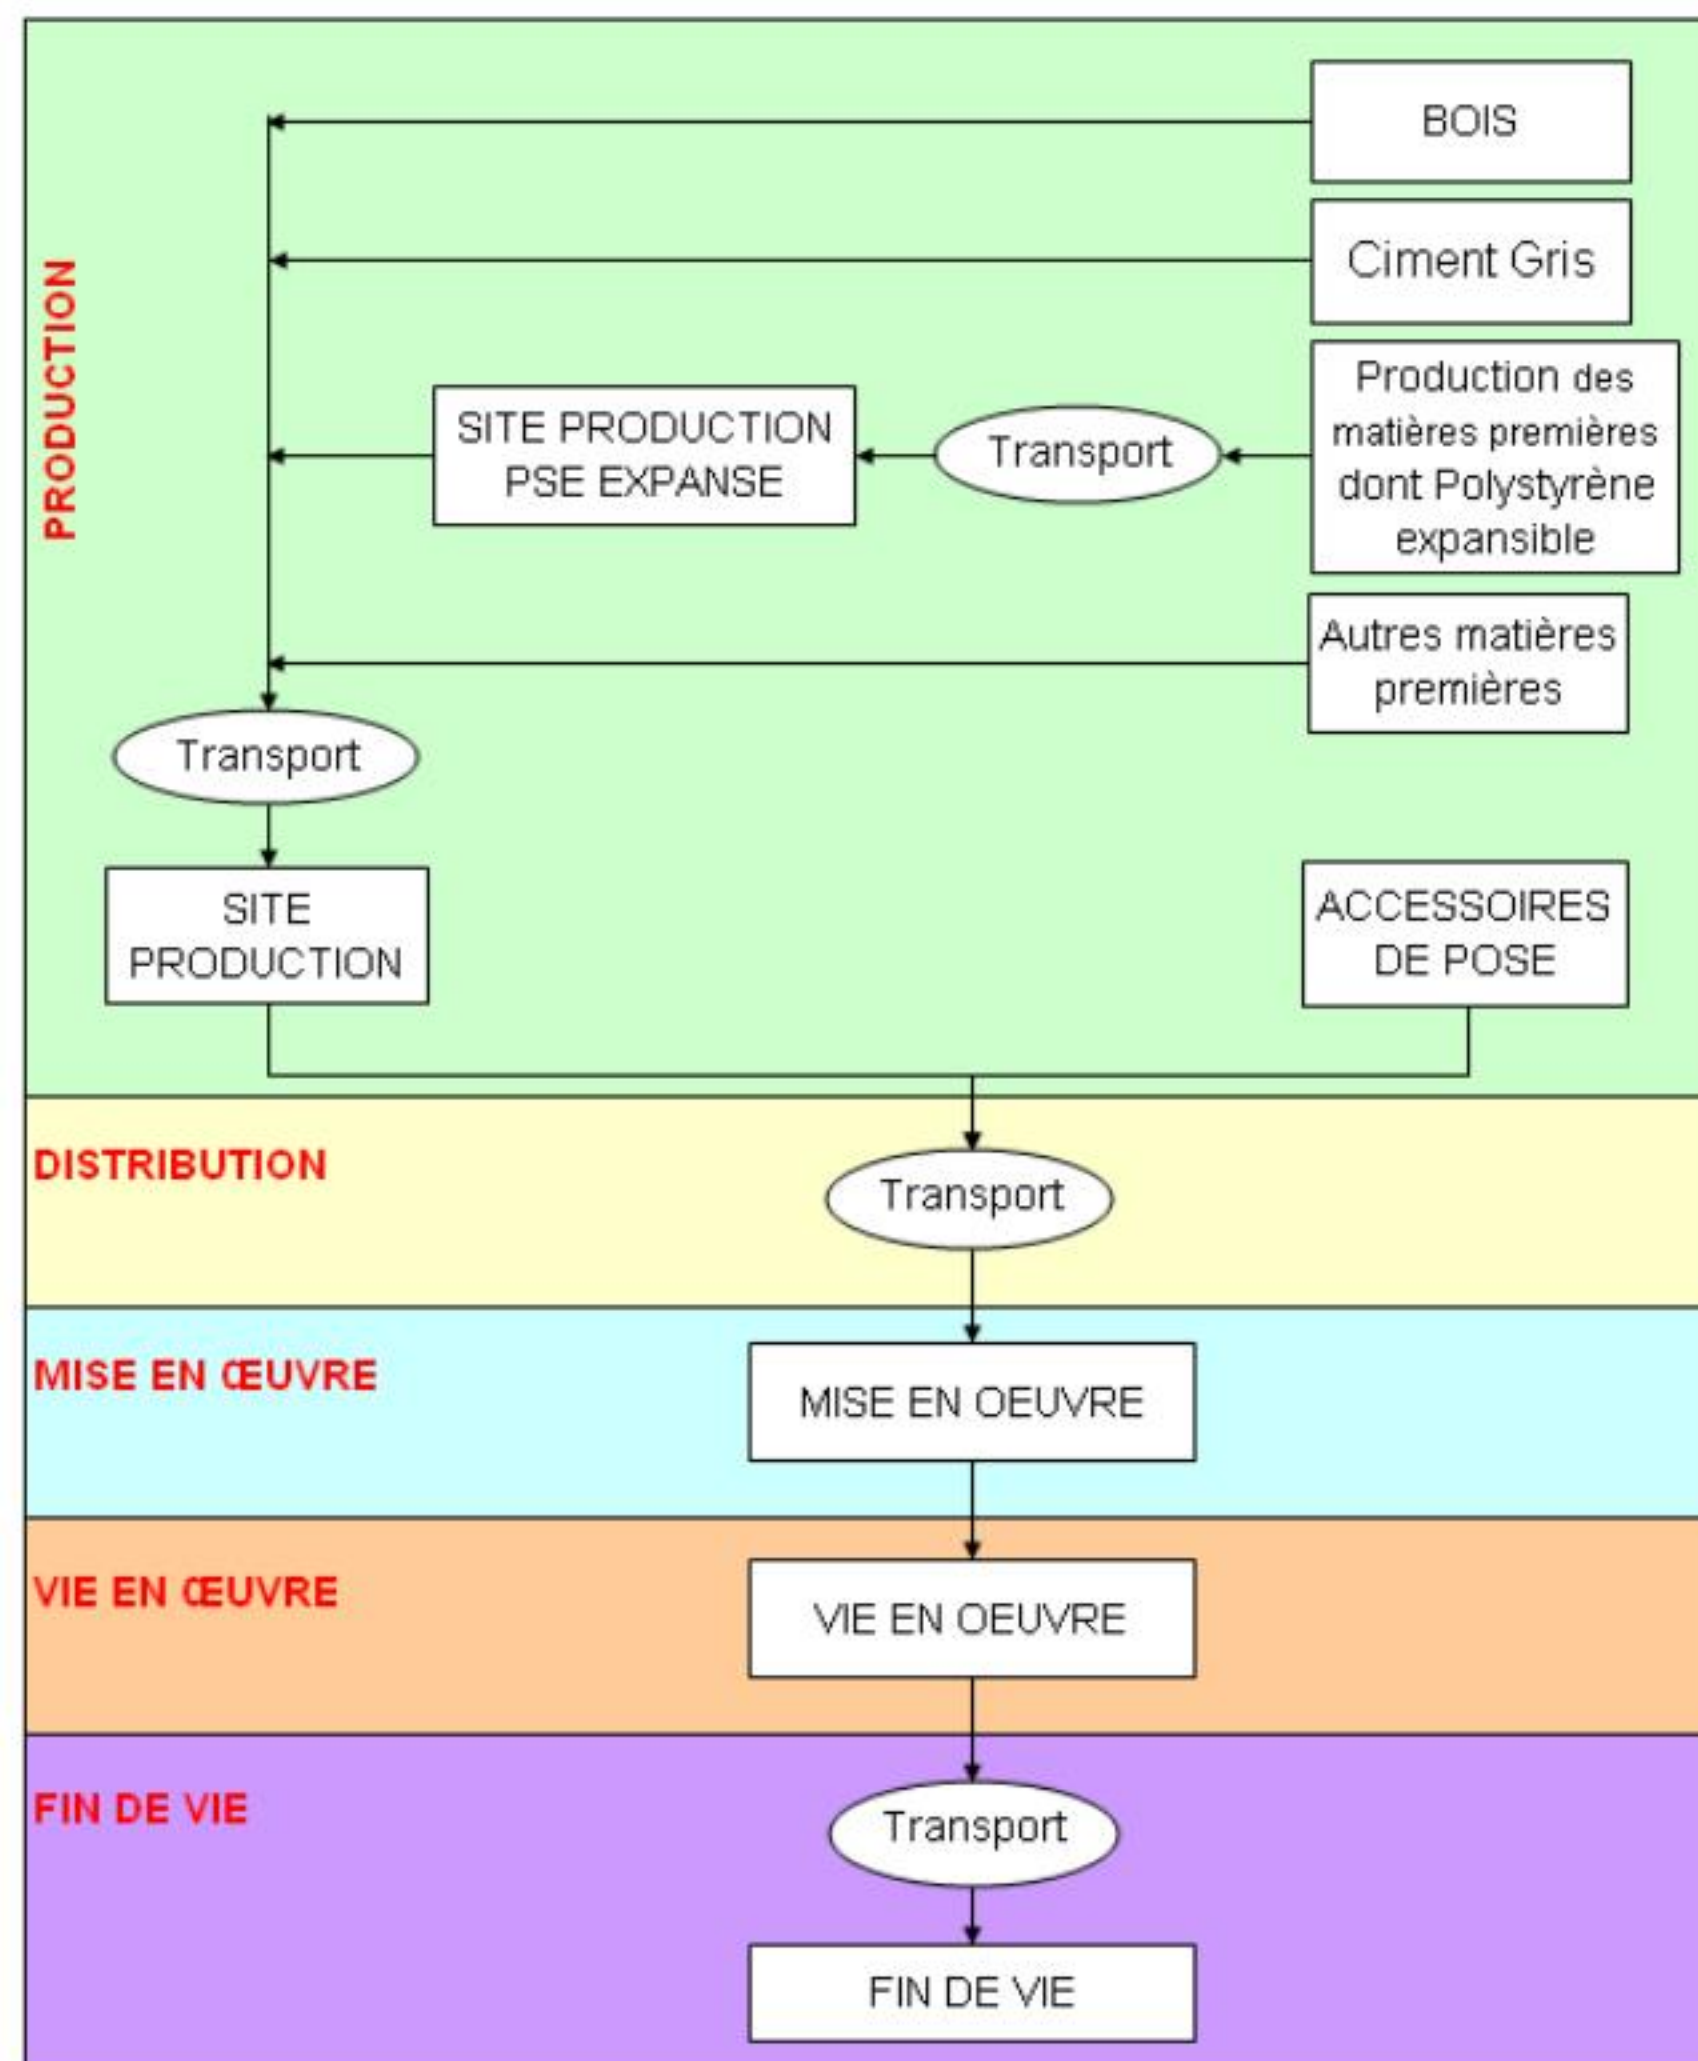 PRODUCTION
BOIS
Ciment Gris
Production des
matières premières
dont Polystyrène
expansible
Transport
SITE PRODUCTION
PSE EXPANSE
Autres matières
premières
Transport
SITE
PRODUCTION
ACCESSOIRES
DE POSE
DISTRIBUTION
Transport
MISE EN ŒUVRE
MISE EN OEUVRE
VIE EN ŒUVRE
VIE EN OEUVRE
FIN DE VIE
Transport
FIN DE VIE